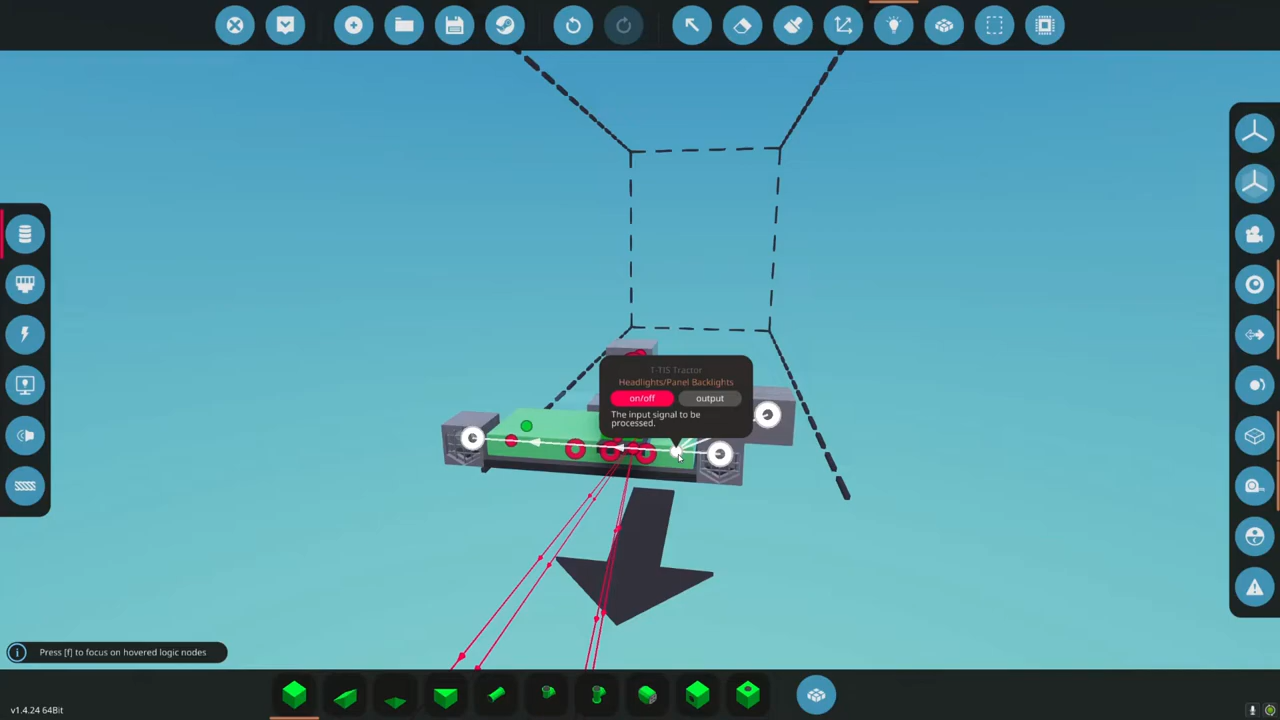 T-TIS Tractor
Headlights/Panel Backlights
on/off output
The input signal to be
processed.
Press [f] to focus on hovered logic nodes
v1.4.24 64Bit